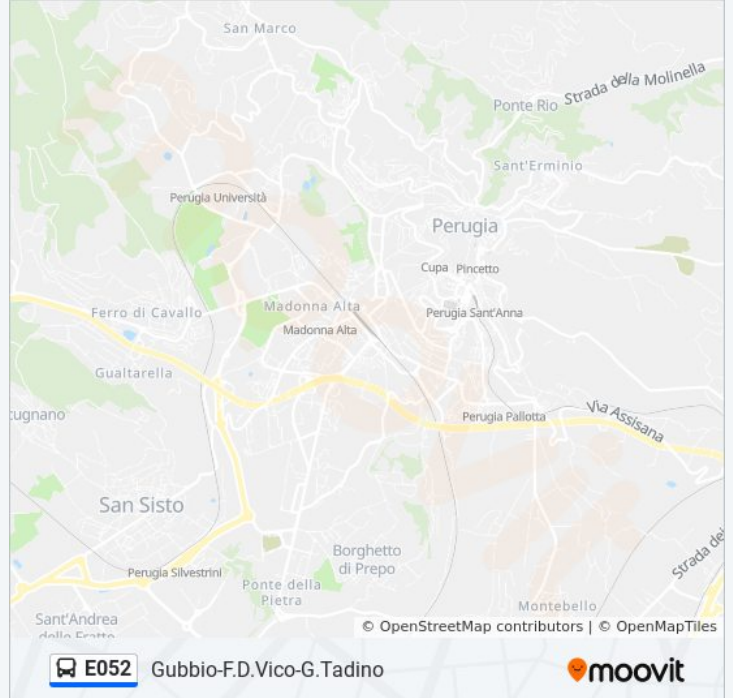 San Marco
Strada della Molinella
Ponte Rio
Sant'Erminio
Perugia Università
Perugia
Cupa
Pincetto
Ferro di Cavallo
Madonna Alta
Perugia Sant'Anna
Madonna Alta
Gualtarella
cugnano
Perugia Pallotta
Via Assisana
San Sisto
Borghetto
di Prepo
Strada dei
Perugia Silvestrini
Ponte della
Pietra
Montebello
Sant'Andrea
delle Fratte
© OpenStreetMap contributors | © OpenMapTiles
E052 Gubbio-F.D.Vico-G.Tadino
moovit